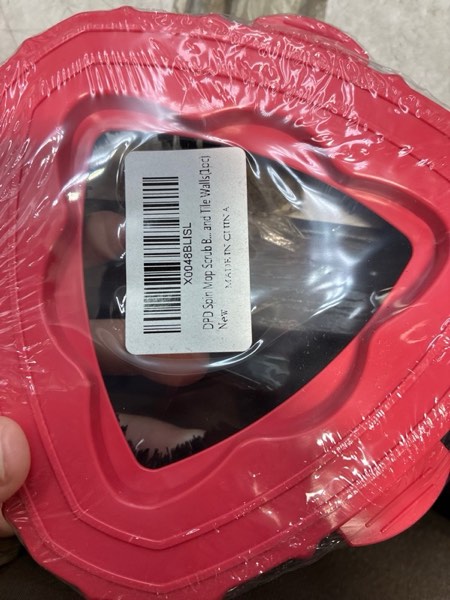 X0048BLISL
DPD Spin Mop Scrub B... and Tile Walls(1pc)
New
MADE IN CHINA